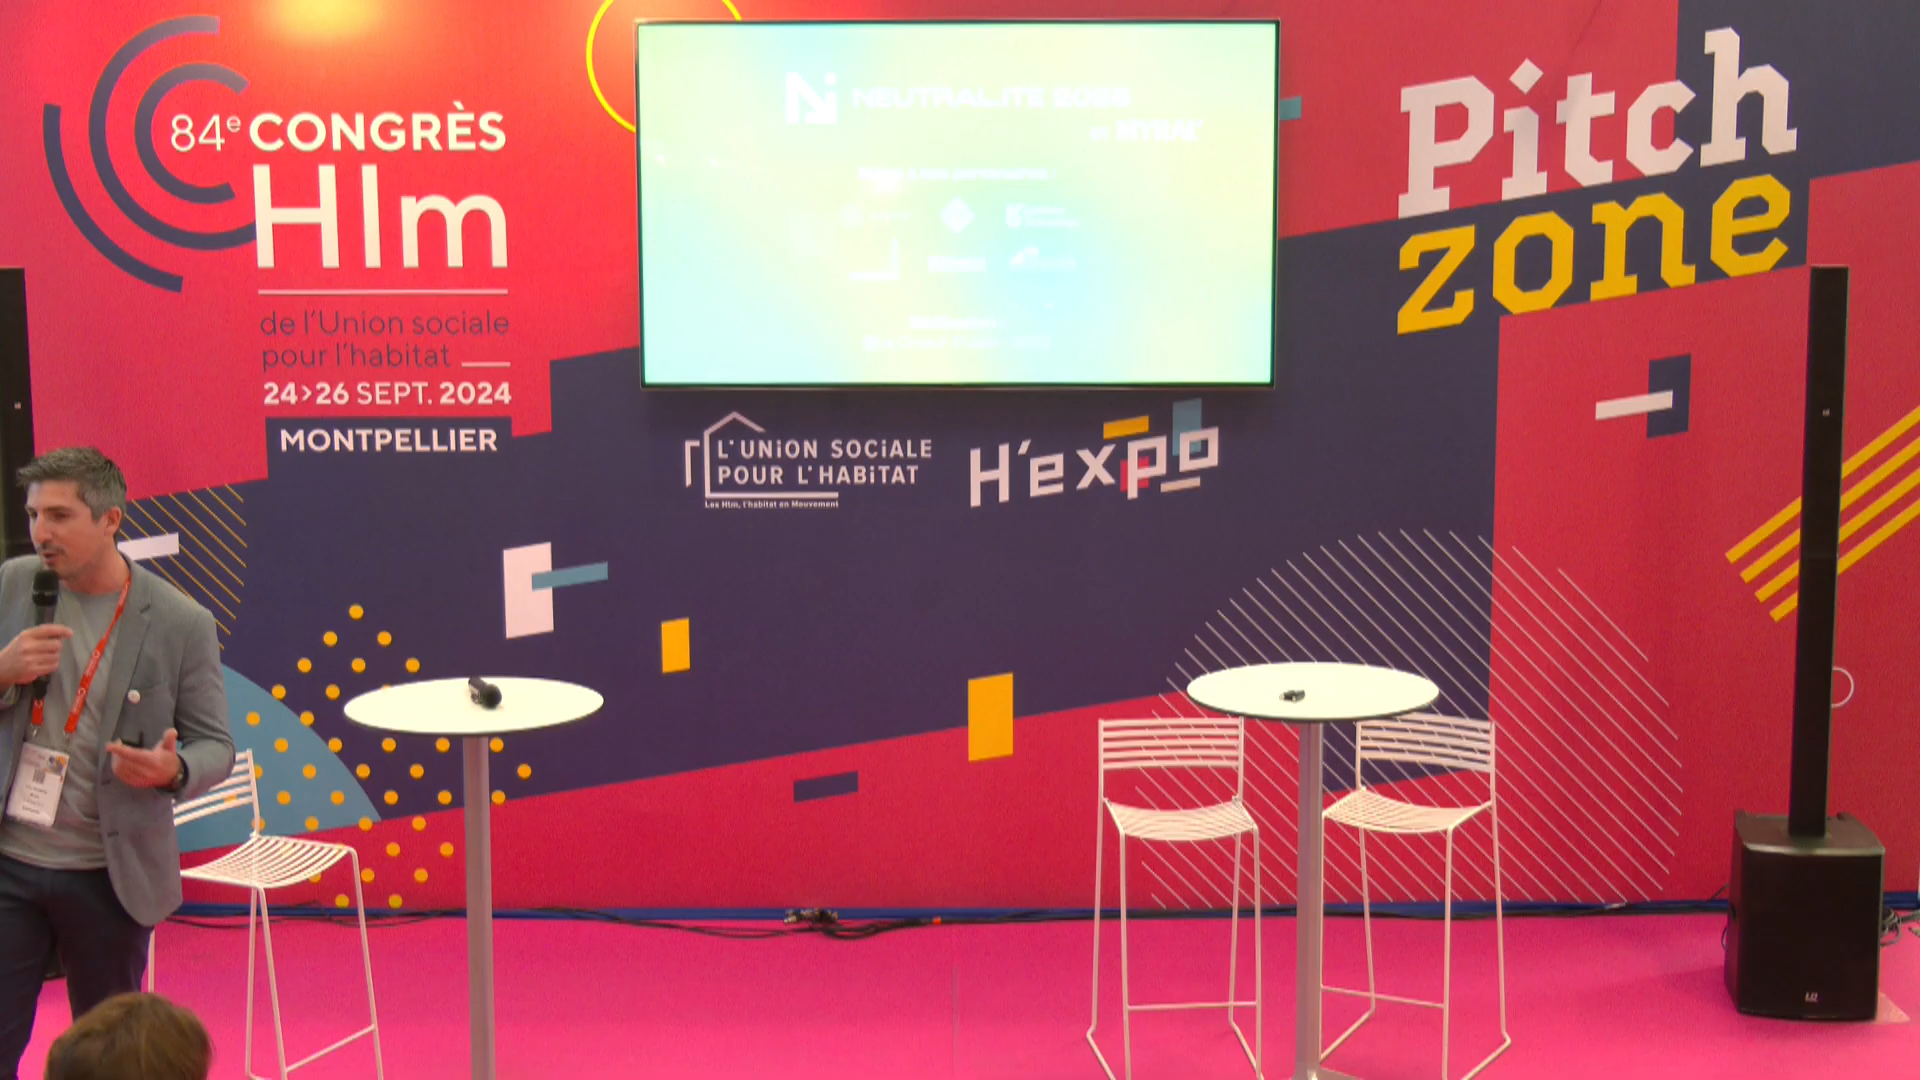 84e CONGRÈS
Hlm
de l'Union sociale
pour l'habitat
24>26 SEPT. 2024
MONTPELLIER
NEUTRALITE
Pitch
zone
L'UNiON SOCiALE
POUR L'HABiTAT
Les Hlm, l'habitat en Mouvement
H'expo